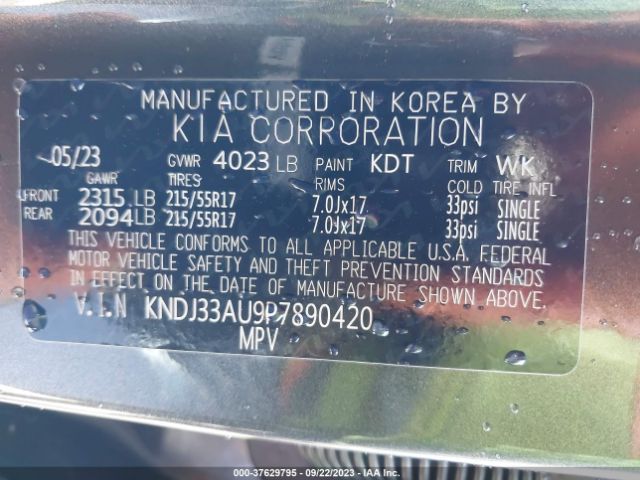 MANUFACTURED IN KOREA BY
KIA CORPORATION
05/23 GVWR 4023 LB PAINT KDT TRIM WK
GAWR TIRES RIMS COLD TIRE INFL
FRONT 2315 LB 215/55R17 7.0Jx17 33psi SINGLE
REAR 2094 LB 215/55R17 7.0Jx17 33psi SINGLE
THIS VEHICLE CONFORMS TO ALL APPLICABLE U.S.A. FEDERAL
MOTOR VEHICLE SAFETY AND THEFT PREVENTION STANDARDS
IN EFFECT ON THE DATE OF MANUFACTURE SHOWN ABOVE.
V.I.N KNDJ33AU9P7890420
MPV
000-37629795 - 09/22/2023 - IAA Inc.